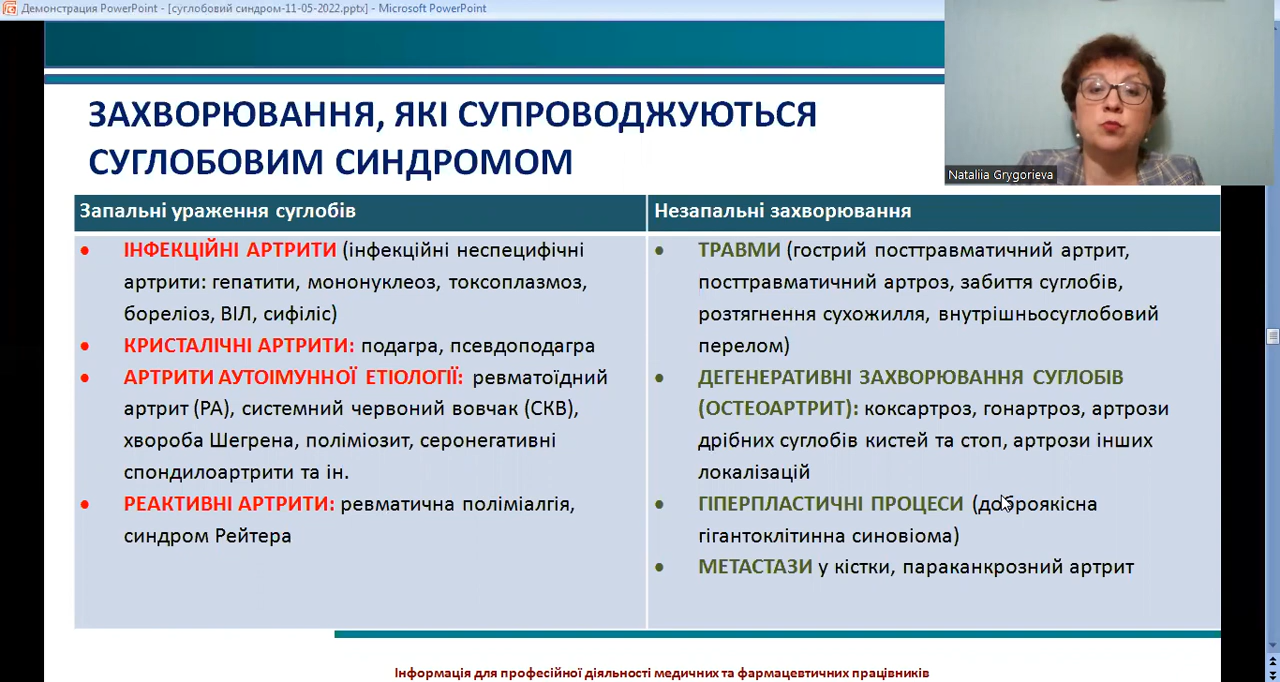 Демонстрация PowerPoint - [суглобовий синдром-11-05-2022.pptx] - Microsoft PowerPoint
Nataliia Grygorieva
ЗАХВОРЮВАННЯ, ЯКІ СУПРОВОДЖУЮТЬСЯ
СУГЛОБОВИМ СИНДРОМОМ
Запальні ураження суглобів
• ІНФЕКЦІЙНІ АРТРИТИ (інфекційні неспецифічні
артрити: гепатити, мононуклеоз, токсоплазмоз,
бореліоз, ВІЛ, сифіліс)
• КРИСТАЛІЧНІ АРТРИТИ: подагра, псевдоподагра
• АРТРИТИ АУТОІМУННОЇ ЕТІОЛОГІЇ: ревматоїдний
артрит (РА), системний червоний вовчак (СКВ),
хвороба Шегрена, поліміозит, серонегативні
спондилоартрити та ін.
• РЕАКТИВНІ АРТРИТИ: ревматична поліміалгія,
синдром Рейтера
Незапальні захворювання
• ТРАВМИ (гострий посттравматичний артрит,
посттравматичний артроз, забиття суглобів,
розтягнення сухожилля, внутрішньосуглобовий
перелом)
• ДЕГЕНЕРАТИВНІ ЗАХВОРЮВАННЯ СУГЛОБІВ
(ОСТЕОАРТРИТ): коксартроз, гонартроз, артрози
дрібних суглобів кистей та стоп, артрози інших
локалізацій
• ГІПЕРПЛАСТИЧНІ ПРОЦЕСИ (доброякісна
гігантоклітинна синовіома)
• МЕТАСТАЗИ у кістки, параканкрозний артрит
Інформація для професійної діяльності медичних та фармацевтичних працівників